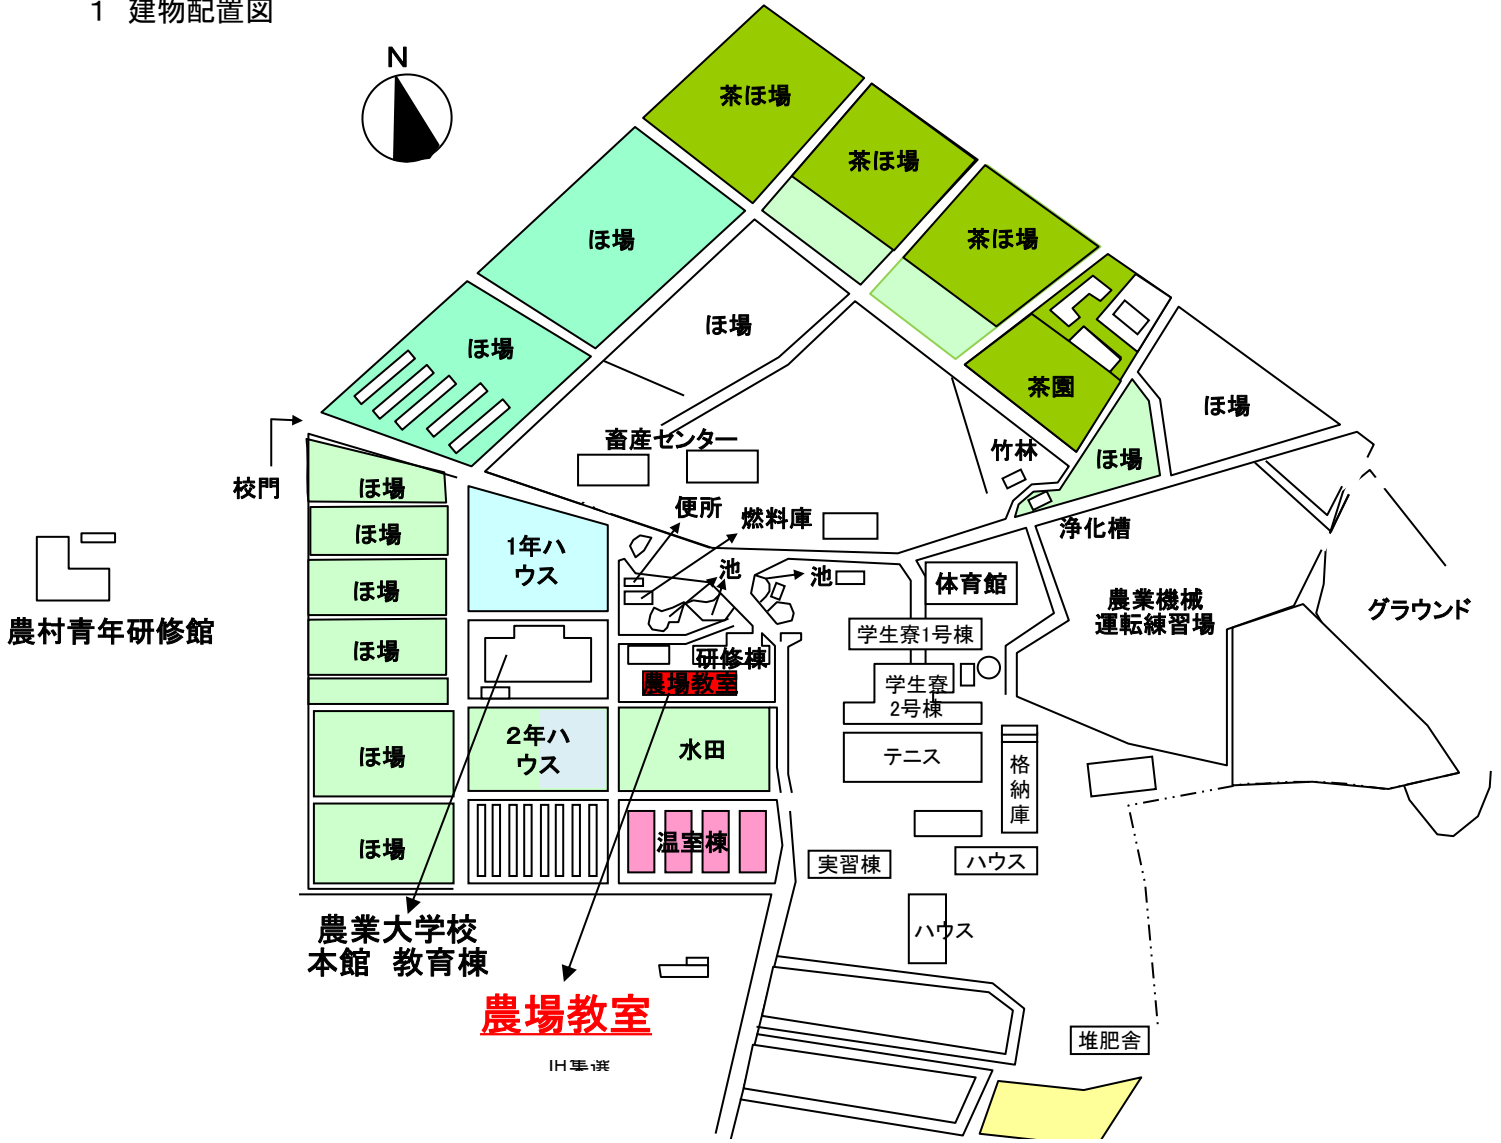 1 建物配置図
N
茶ほ場
茶ほ場
茶ほ場
ほ場
ほ場
ほ場
茶園
ほ場
ほ場
竹林
畜産センター
校門
ほ場
ほ場
ほ場
ほ場
ほ場
ほ場
便所
燃料庫
浄化槽
1年ハ
ウス
池
池
体育館
農業機械
運転練習場
グラウンド
農村青年研修館
学生寮1号棟
研修棟
農場教室
学生寮
2号棟
2年ハ
ウス
水田
テニス
格
納
庫
温室棟
実習棟
ハウス
ハウス
農業大学校
本館 教育棟
農場教室
堆肥舎